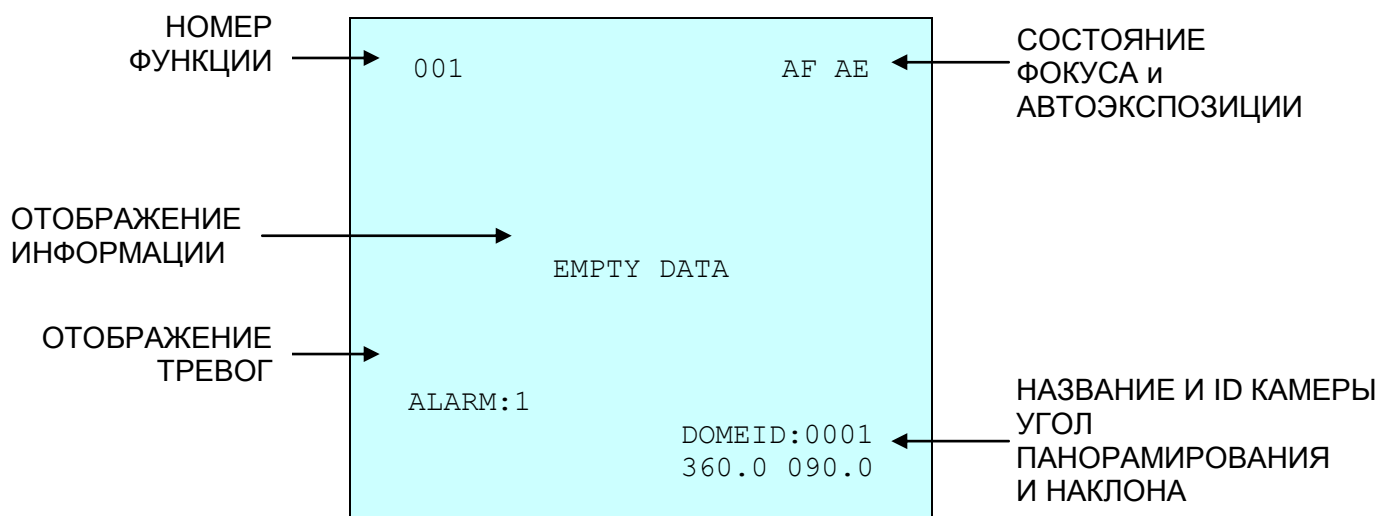 НОМЕР
ФУНКЦИИ
001
AF AE
СОСТОЯНИЕ
ФОКУСА и
АВТОЭКСПОЗИЦИИ
ОТОБРАЖЕНИЕ
ИНФОРМАЦИИ
EMPTY DATA
ОТОБРАЖЕНИЕ
ТРЕВОГ
ALARM:1
DOMEID:0001
360.0 090.0
НАЗВАНИЕ И ID КАМЕРЫ
УГОЛ
ПАНОРАМИРОВАНИЯ
И НАКЛОНА